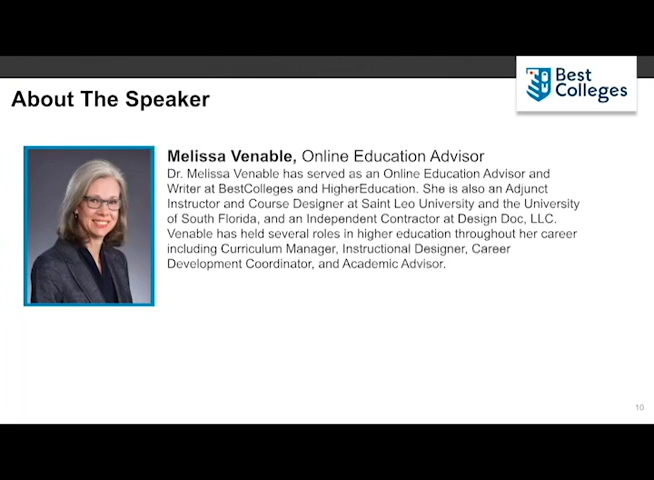 Best
Colleges
About The Speaker
Melissa Venable, Online Education Advisor
Dr. Melissa Venable has served as an Online Education Advisor and
Writer at BestColleges and HigherEducation. She is also an Adjunct
Instructor and Course Designer at Saint Leo University and the University
of South Florida, and an Independent Contractor at Design Doc, LLC.
Venable has held several roles in higher education throughout her career
including Curriculum Manager, Instructional Designer, Career
Development Coordinator, and Academic Advisor.
10